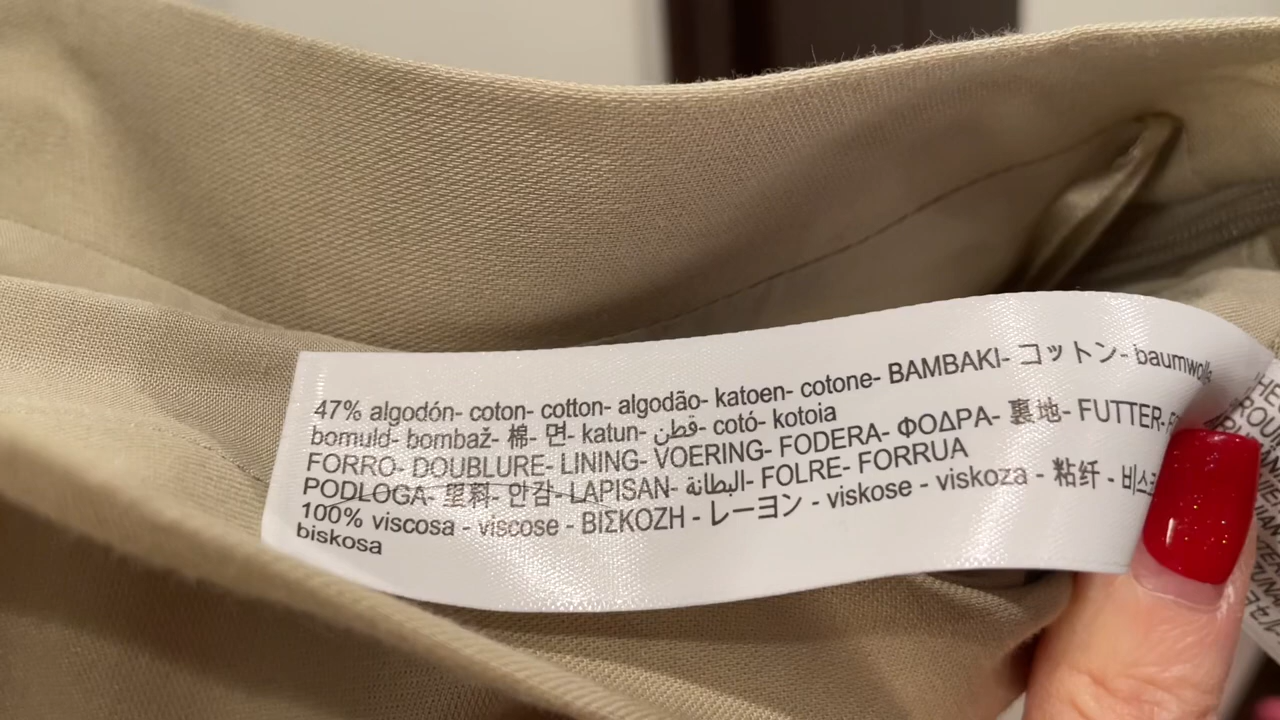 47% algodón- coton- cotton- algodão- katoen- cotone- BAMBAKI- コットン- baumwolle
bomuld- bombaž- 棉- 면- katun- قطن- cotó- kotoia
FORRO- DOUBLURE- LINING- VOERING- FODERA- ΦΟΔΡΑ- 裏地- FUTTER-
PODLOGA- 里料- 안감- LAPISAN- البطانة- FOLRE- FORRUA
100% viscosa - viscose - ΒΙΣΚΟΖΗ - レーヨン - viskose - viskoza - 粘纤 -
biskosa